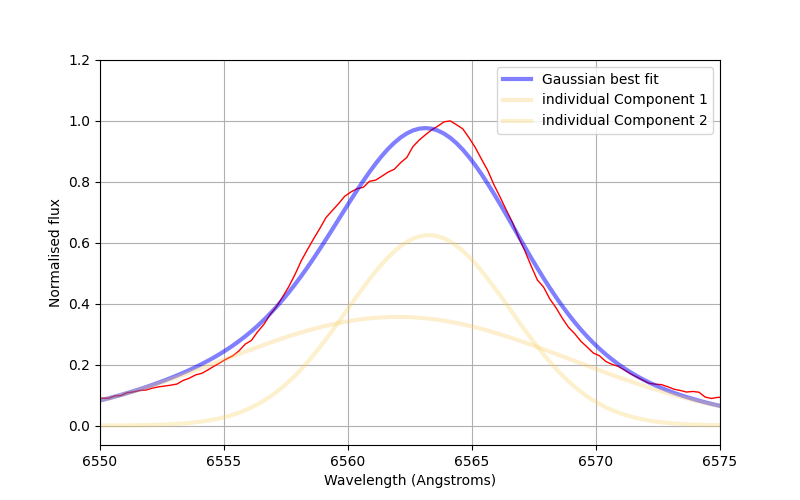 1.2
1.0
0.8
0.6
0.4
0.2
0.0
Normalised flux
Gaussian best fit
individual Component 1
individual Component 2
6550 6555 6560 6565 6570 6575
Wavelength (Angstroms)